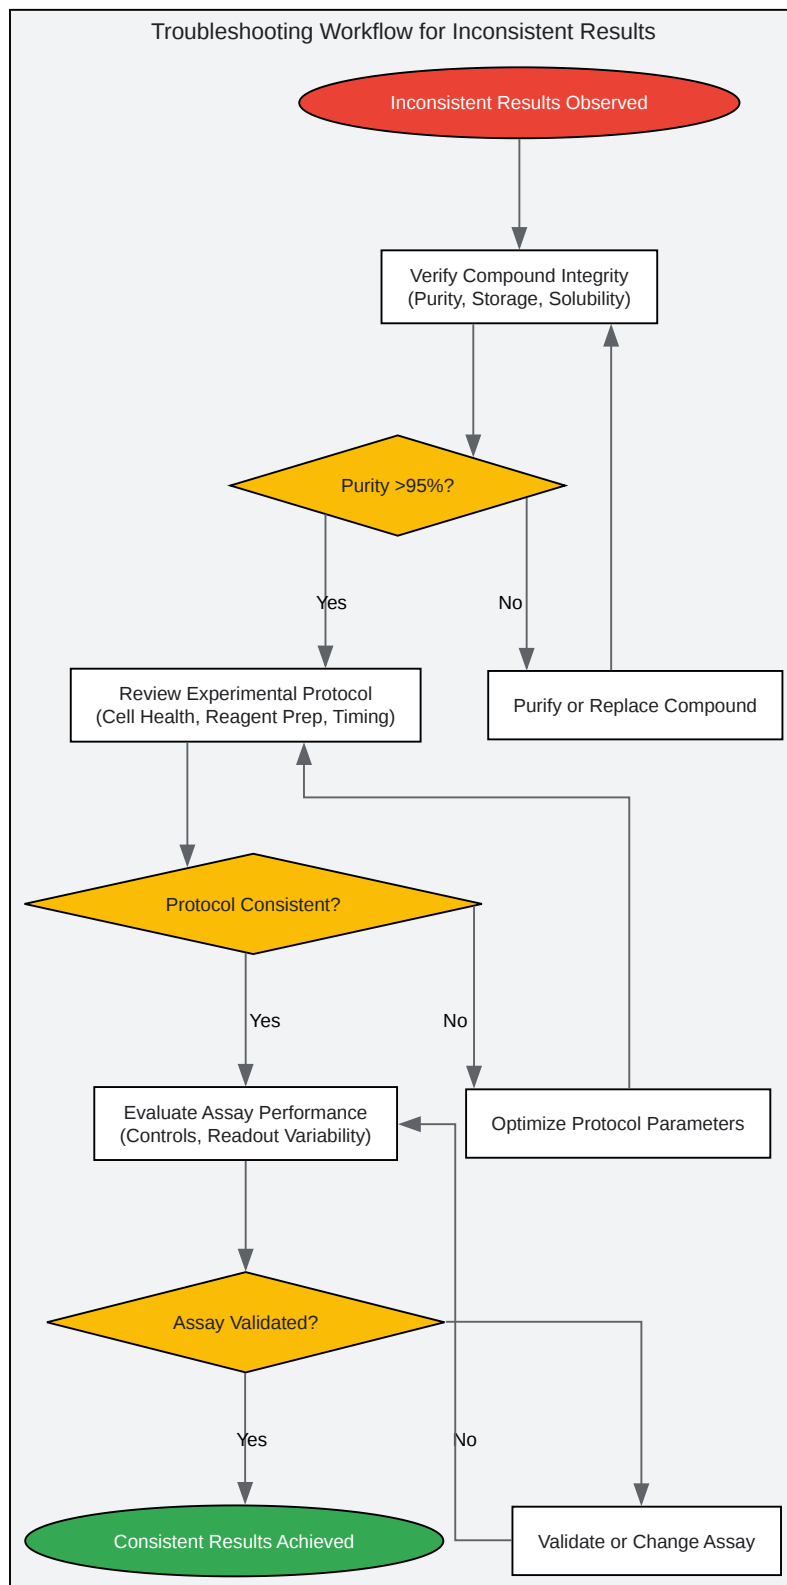 Troubleshooting Workflow for Inconsistent Results
Inconsistent Results Observed
Verify Compound Integrity
(Purity, Storage, Solubility)
Purity >95%?
Yes
No
Review Experimental Protocol
(Cell Health, Reagent Prep, Timing)
Purify or Replace Compound
Protocol Consistent?
Yes
No
Evaluate Assay Performance
(Controls, Readout Variability)
Optimize Protocol Parameters
Assay Validated?
Yes
No
Consistent Results Achieved
Validate or Change Assay